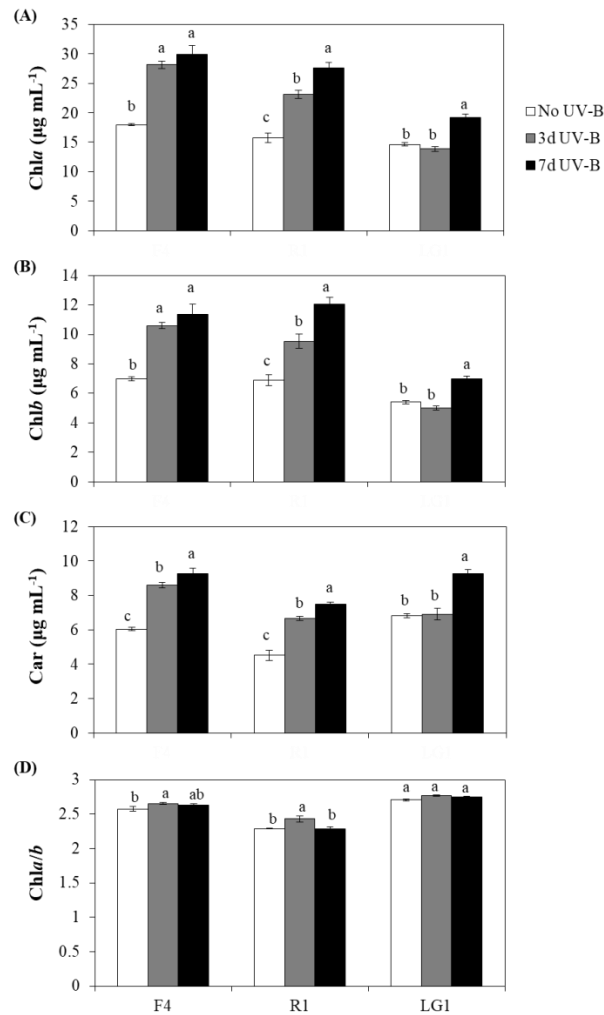 (A)
Chla (µg mL-1)
35
30
25
20
15
10
5
0
b
a
a
c
b
a
b
b
a
No UV-B
3d UV-B
7d UV-B
(B)
Chlb (µg mL-1)
14
12
10
8
6
4
2
0
b
a
a
c
b
a
b
b
a
(C)
Car (µg mL-1)
12
10
8
6
4
2
0
c
b
a
c
b
a
b
b
a
(D)
Chla/b
3
2.5
2
1.5
1
0.5
0
b
a
ab
b
a
b
a
a
a
F4
R1
LG1